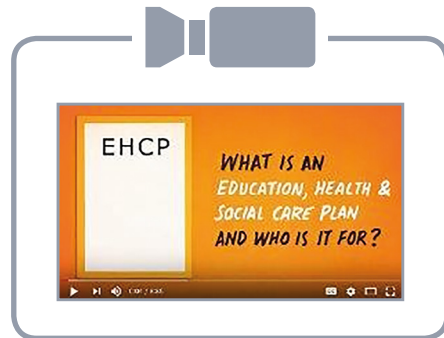 EHCP
WHAT IS AN
EDUCATION, HEALTH &
SOCIAL CARE PLAN
AND WHO IS IT FOR?